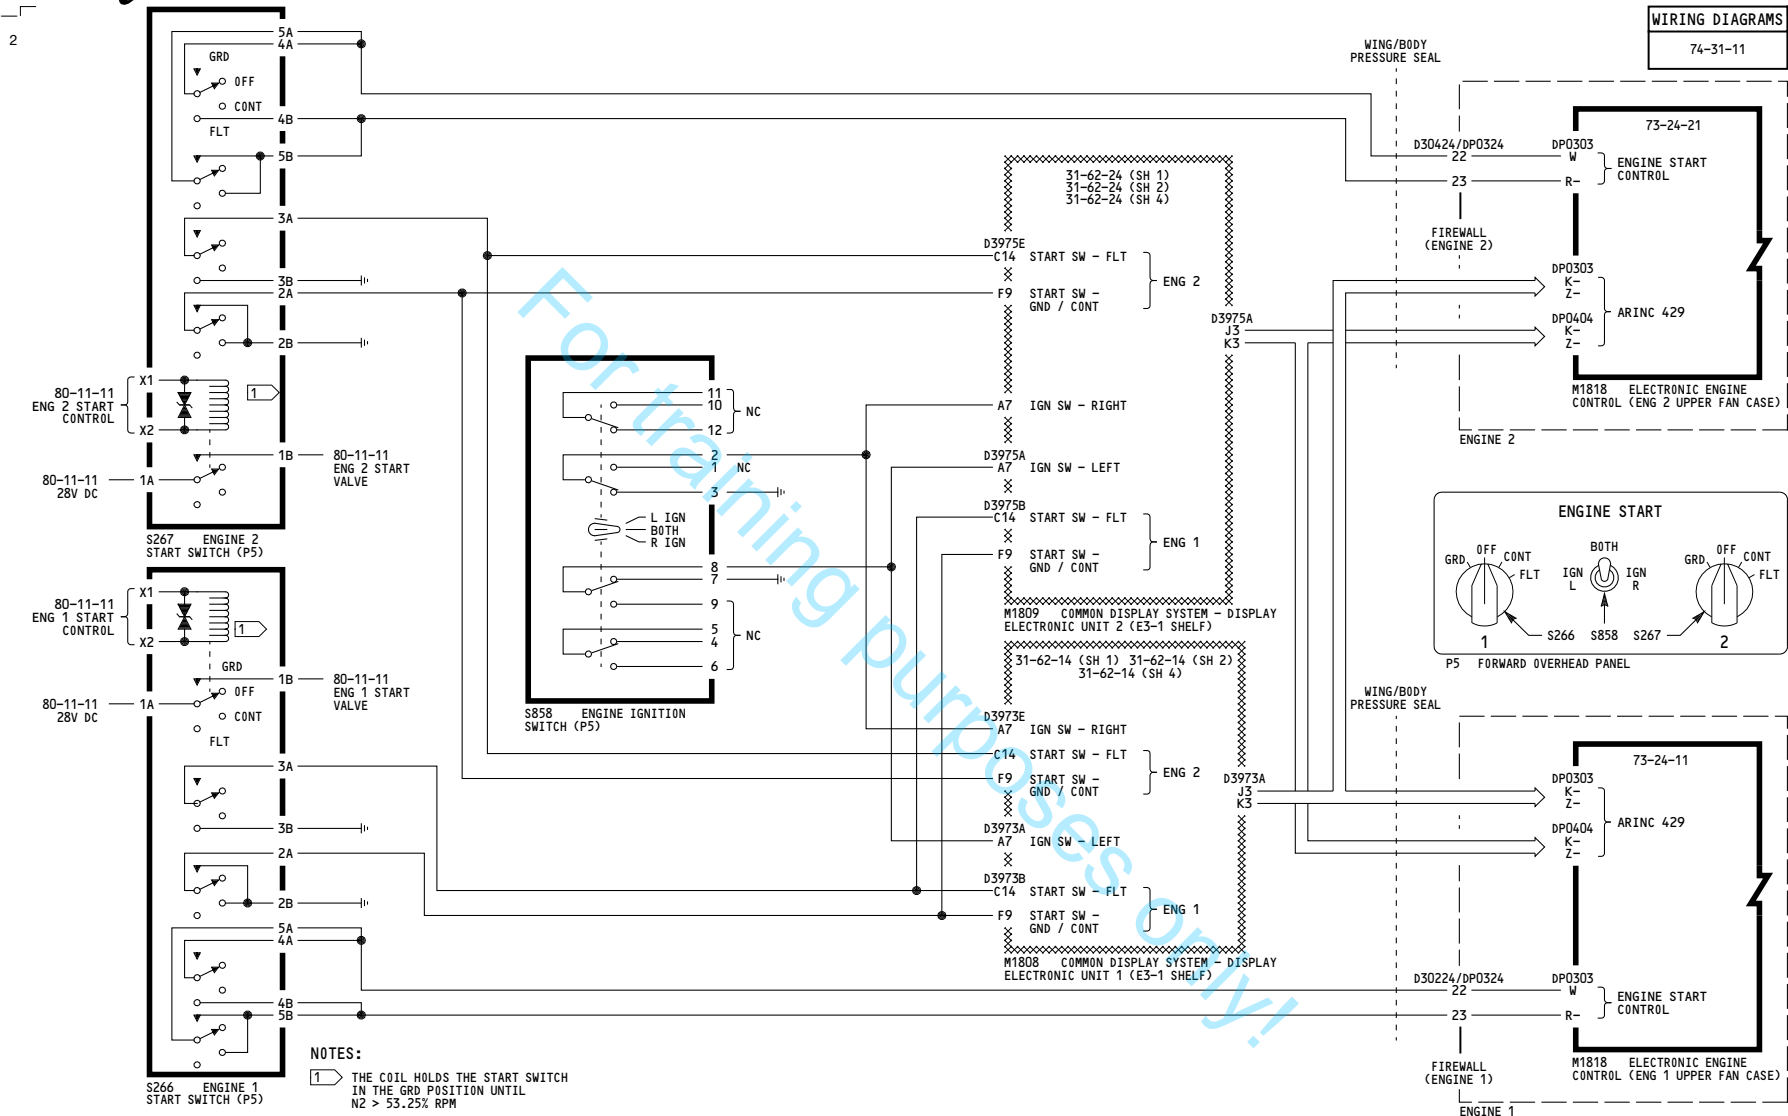 2
WIRING DIAGRAMS
74-31-11
5A
4A
GRD
OFF
CONT
FLT
4B
5B
3A
3B
2A
2B
80-11-11
ENG 2 START
CONTROL
X1
X2
1
1B
80-11-11
ENG 2 START
VALVE
80-11-11
28V DC
1A
S267 ENGINE 2
START SWITCH (P5)
80-11-11
ENG 1 START
CONTROL
X1
X2
1
GRD
OFF
CONT
FLT
1B
80-11-11
ENG 1 START
VALVE
80-11-11
28V DC
1A
3A
3B
2A
2B
5A
4A
4B
5B
S266 ENGINE 1
START SWITCH (P5)
NOTES:
1 THE COIL HOLDS THE START SWITCH
IN THE GRD POSITION UNTIL
N2 > 53.25% RPM
11
10
12
NC
2
1 NC
3
L IGN
BOTH
R IGN
8
7
9
5
4
6
NC
S858 ENGINE IGNITION
SWITCH (P5)
31-62-24 (SH 1)
31-62-24 (SH 2)
31-62-24 (SH 4)
D3975E
C14 START SW - FLT
F9 START SW -
GND / CONT
ENG 2
D3975A
J3
K3
A7 IGN SW - RIGHT
D3975A
A7 IGN SW - LEFT
D3975B
C14 START SW - FLT
F9 START SW -
GND / CONT
ENG 1
M1809 COMMON DISPLAY SYSTEM - DISPLAY
ELECTRONIC UNIT 2 (E3-1 SHELF)
31-62-14 (SH 1) 31-62-14 (SH 2)
31-62-14 (SH 4)
D3973E
A7 IGN SW - RIGHT
C14 START SW - FLT
F9 START SW -
GND / CONT
ENG 2
D3973A
J3
K3
D3973A
A7 IGN SW - LEFT
D3973B
C14 START SW - FLT
F9 START SW -
GND / CONT
ENG 1
M1808 COMMON DISPLAY SYSTEM - DISPLAY
ELECTRONIC UNIT 1 (E3-1 SHELF)
WING/BODY
PRESSURE SEAL
73-24-21
D30424/DP0324
22
23
DP0303
W
R-
ENGINE START
CONTROL
FIREWALL
(ENGINE 2)
DP0303
K-
Z-
ARINC 429
DP0404
K-
Z-
M1818 ELECTRONIC ENGINE
CONTROL (ENG 2 UPPER FAN CASE)
ENGINE 2
ENGINE START
GRD
OFF
CONT
FLT
1
BOTH
IGN
L
IGN
R
GRD
OFF
CONT
FLT
2
S266
S858
S267
P5 FORWARD OVERHEAD PANEL
WING/BODY
PRESSURE SEAL
73-24-11
DP0303
K-
Z-
ARINC 429
DP0404
K-
Z-
D30224/DP0324
22
23
DP0303
W
R-
ENGINE START
CONTROL
FIREWALL
(ENGINE 1)
M1818 ELECTRONIC ENGINE
CONTROL (ENG 1 UPPER FAN CASE)
ENGINE 1
For training purposes only!